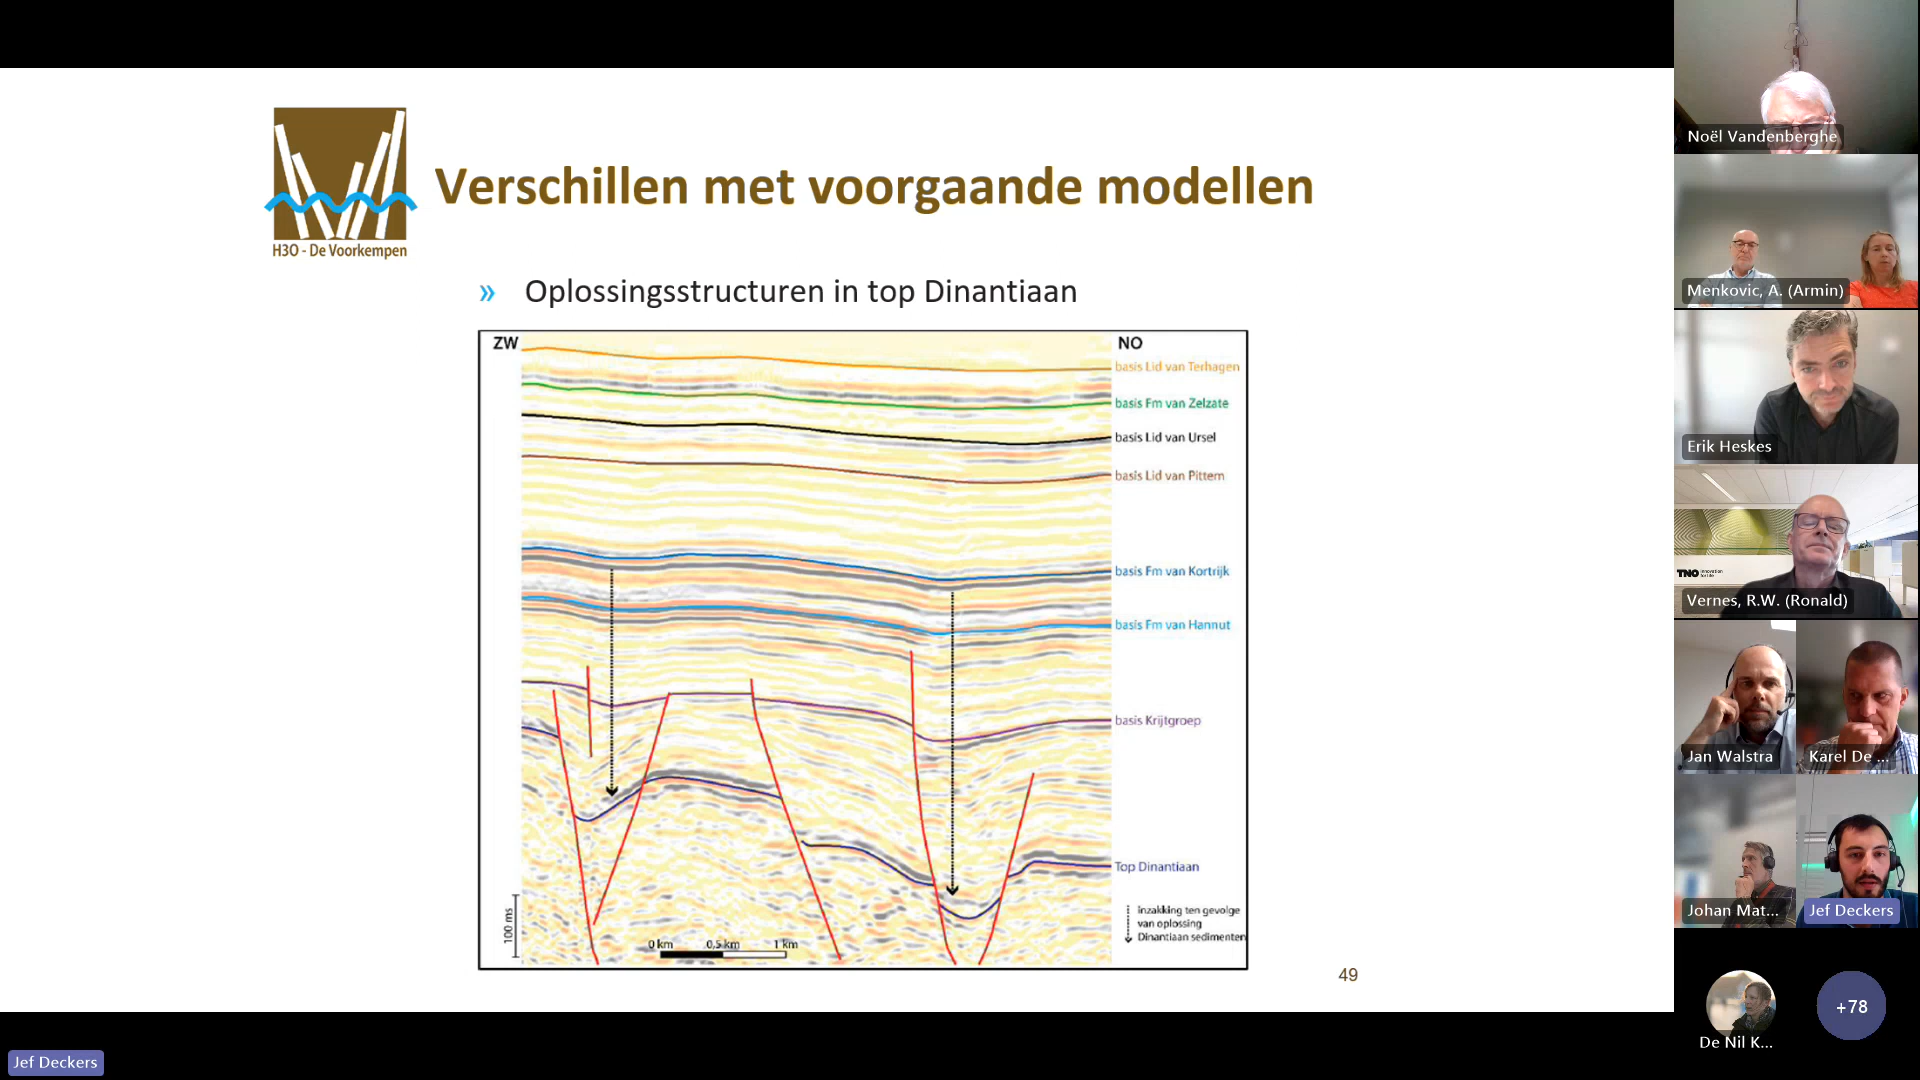 H3O - De Voorkempen
Verschillen met voorgaande modellen
» Oplossingsstructuren in top Dinantiaan
ZW
NO
basis Lid van Terhagen
basis Fm van Zelzate
basis Lid van Ursel
basis Lid van Pittem
basis Fm van Kortrijk
basis Fm van Hannut
basis Krijtgroep
Top Dinantiaan
inzakking ten gevolge
van oplossing
Dinantiaan sedimenten
100 ms
0 km 0,5 km 1 km
49
Jef Deckers
Noël Vandenberghe
Menkovic, A. (Armin)
Erik Heskes
TNO innovation
for life
Vernes, R.W. (Ronald)
Jan Walstra
Karel De ...
Johan Mat...
Jef Deckers
De Nil K...
+78